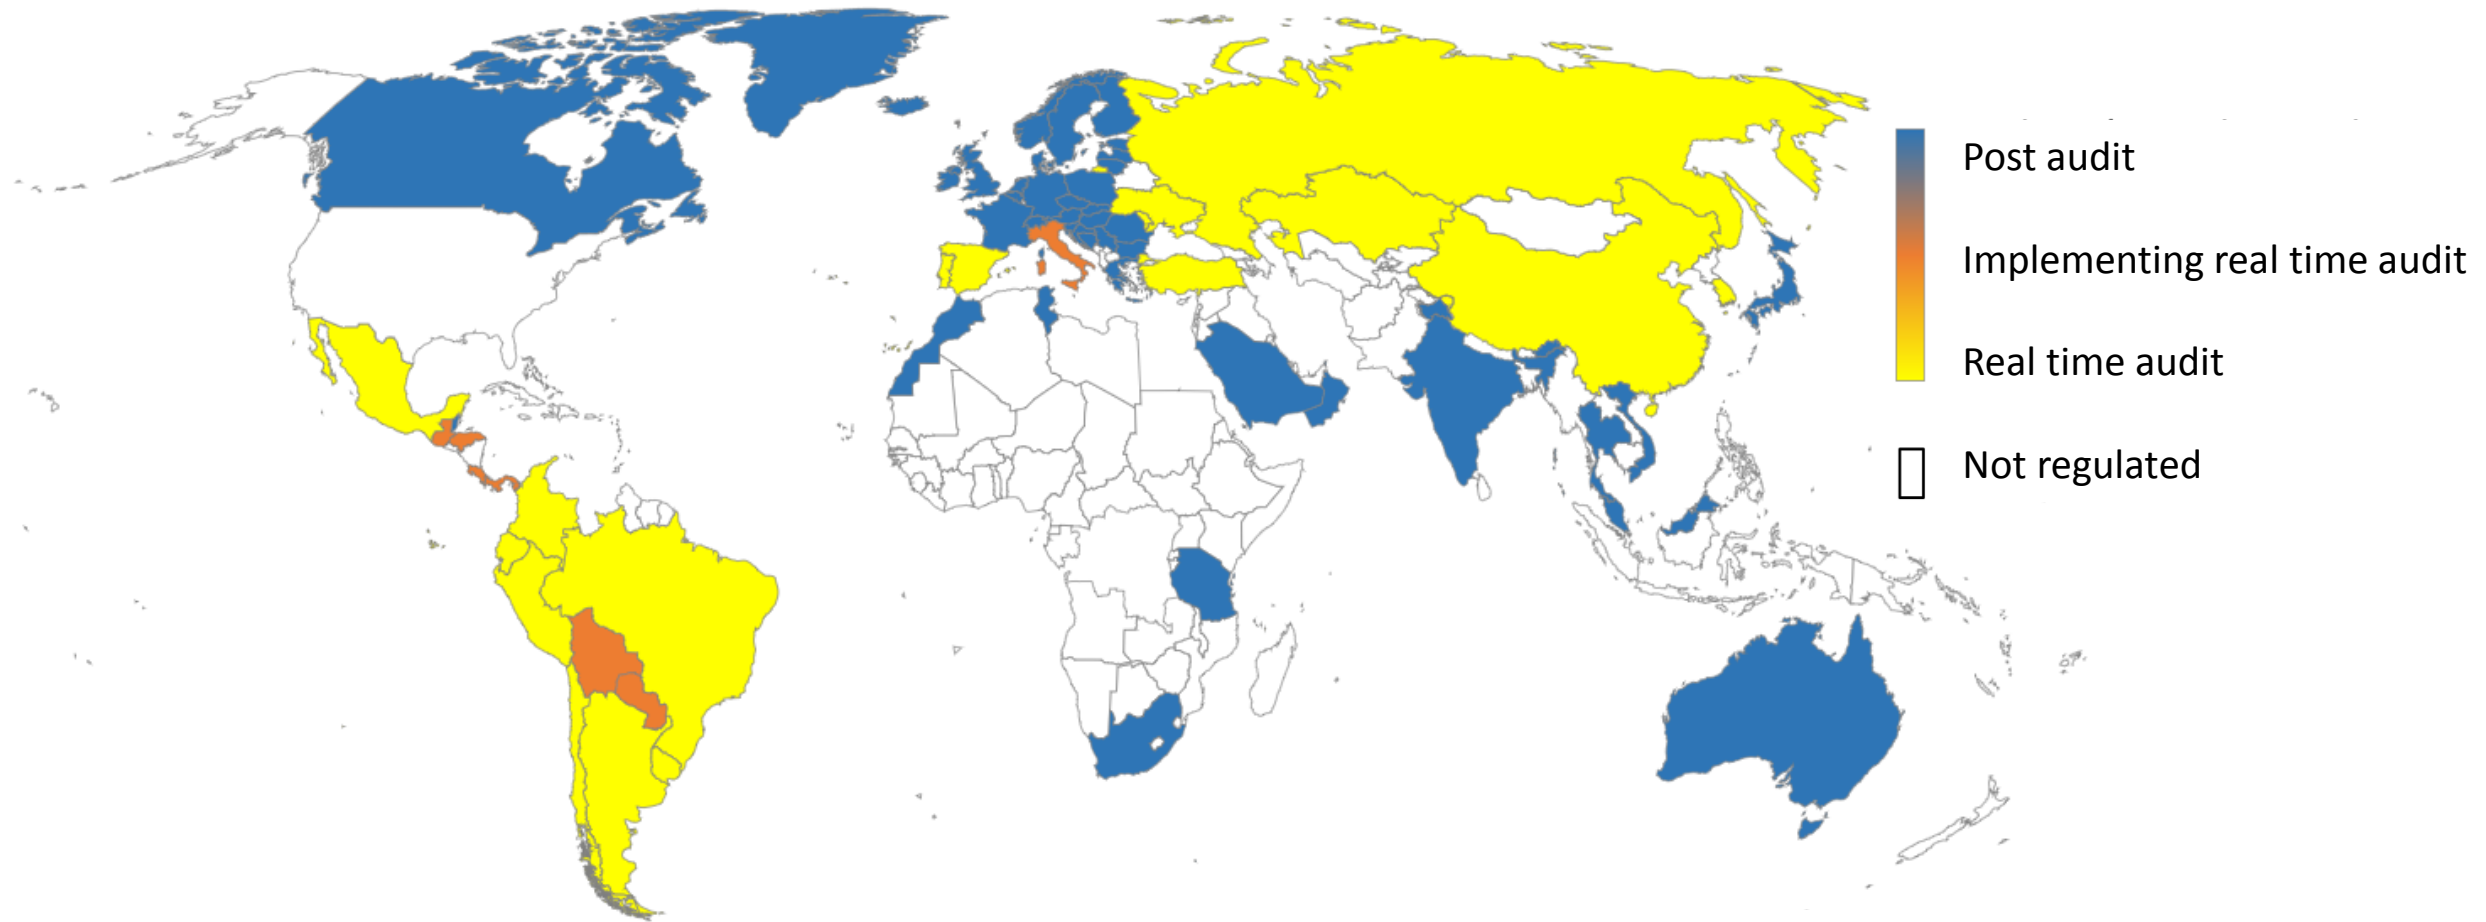 Post audit
Implementing real time audit
Real time audit
Not regulated